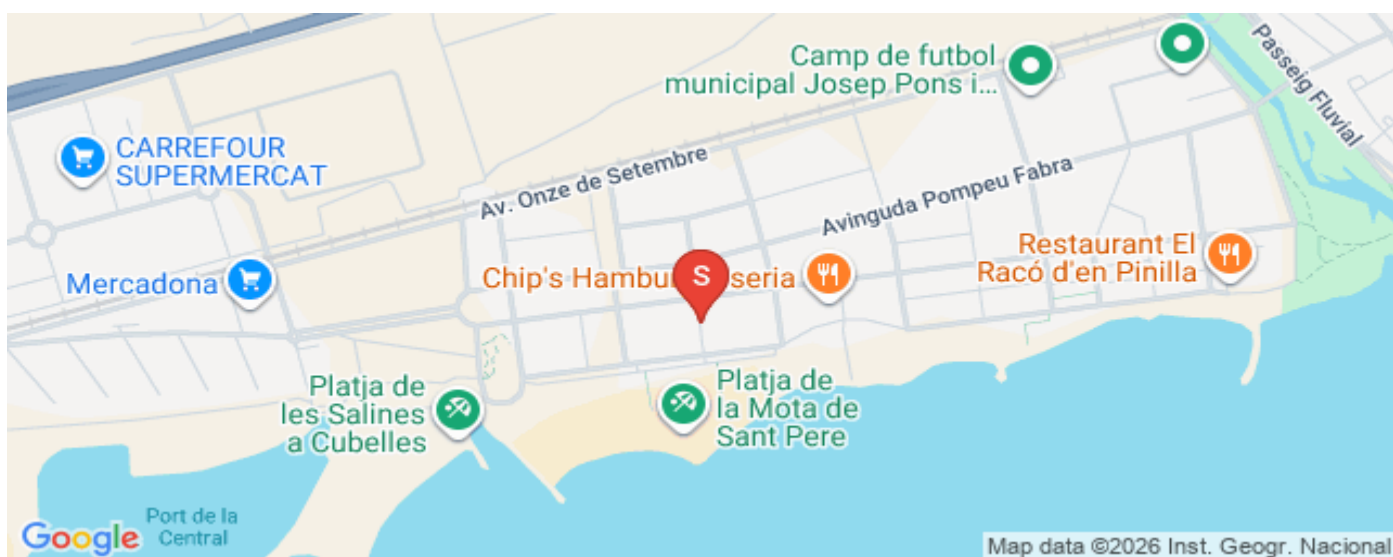 Camp de futbol
municipal Josep Pons i...
Passeig Fluvial
CARREFOUR
SUPERMERCAT
Av. Onze de Setembre
Avinguda Pompeu Fabra
Mercadona
S
Restaurant El
Racó d'en Pinilla
Platja de
les Salines
a Cubelles
Platja de
la Mota de
Sant Pere
Port de la
Central
Google
Map data ©2026 Inst. Geogr. Nacional